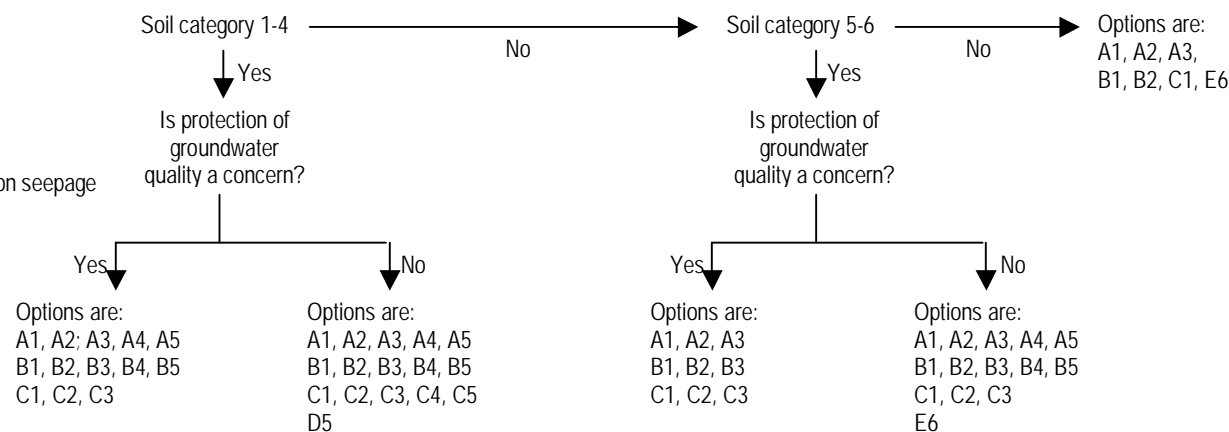 Soil category 1-4
No
Soil category 5-6
No
Options are:
A1, A2, A3,
B1, B2, C1, E6
Yes
Is protection of
groundwater
quality a concern?
Yes
Is protection of
groundwater
quality a concern?
on seepage
Yes
No
Yes
No
Options are:
A1, A2; A3, A4, A5
B1, B2, B3, B4, B5
C1, C2, C3
Options are:
A1, A2, A3, A4, A5
B1, B2, B3, B4, B5
C1, C2, C3, C4, C5
D5
Options are:
A1, A2, A3
B1, B2, B3
C1, C2, C3
Options are:
A1, A2, A3, A4, A5
B1, B2, B3, B4, B5
C1, C2, C3
E6